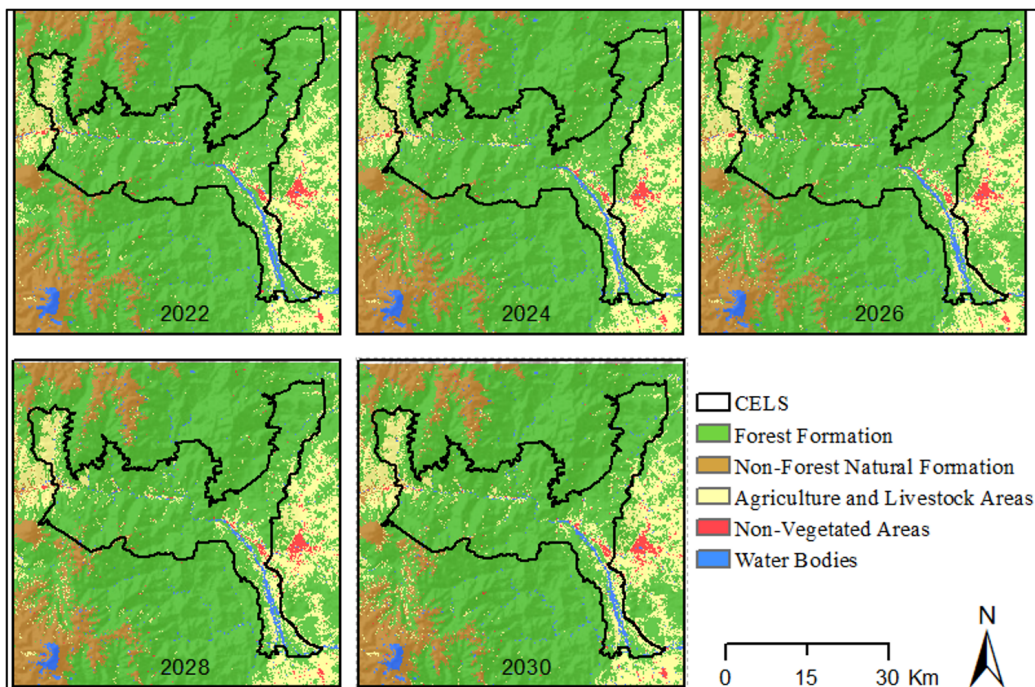 2022
2024
2026
2028
2030
CELS
Forest Formation
Non-Forest Natural Formation
Agriculture and Livestock Areas
Non-Vegetated Areas
Water Bodies
N
0 15 30 Km